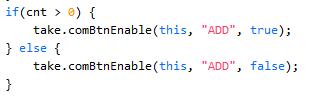 if(cnt > 0) {
    take.comBtnEnable(this, "ADD", true);
} else {
    take.comBtnEnable(this, "ADD", false);
}